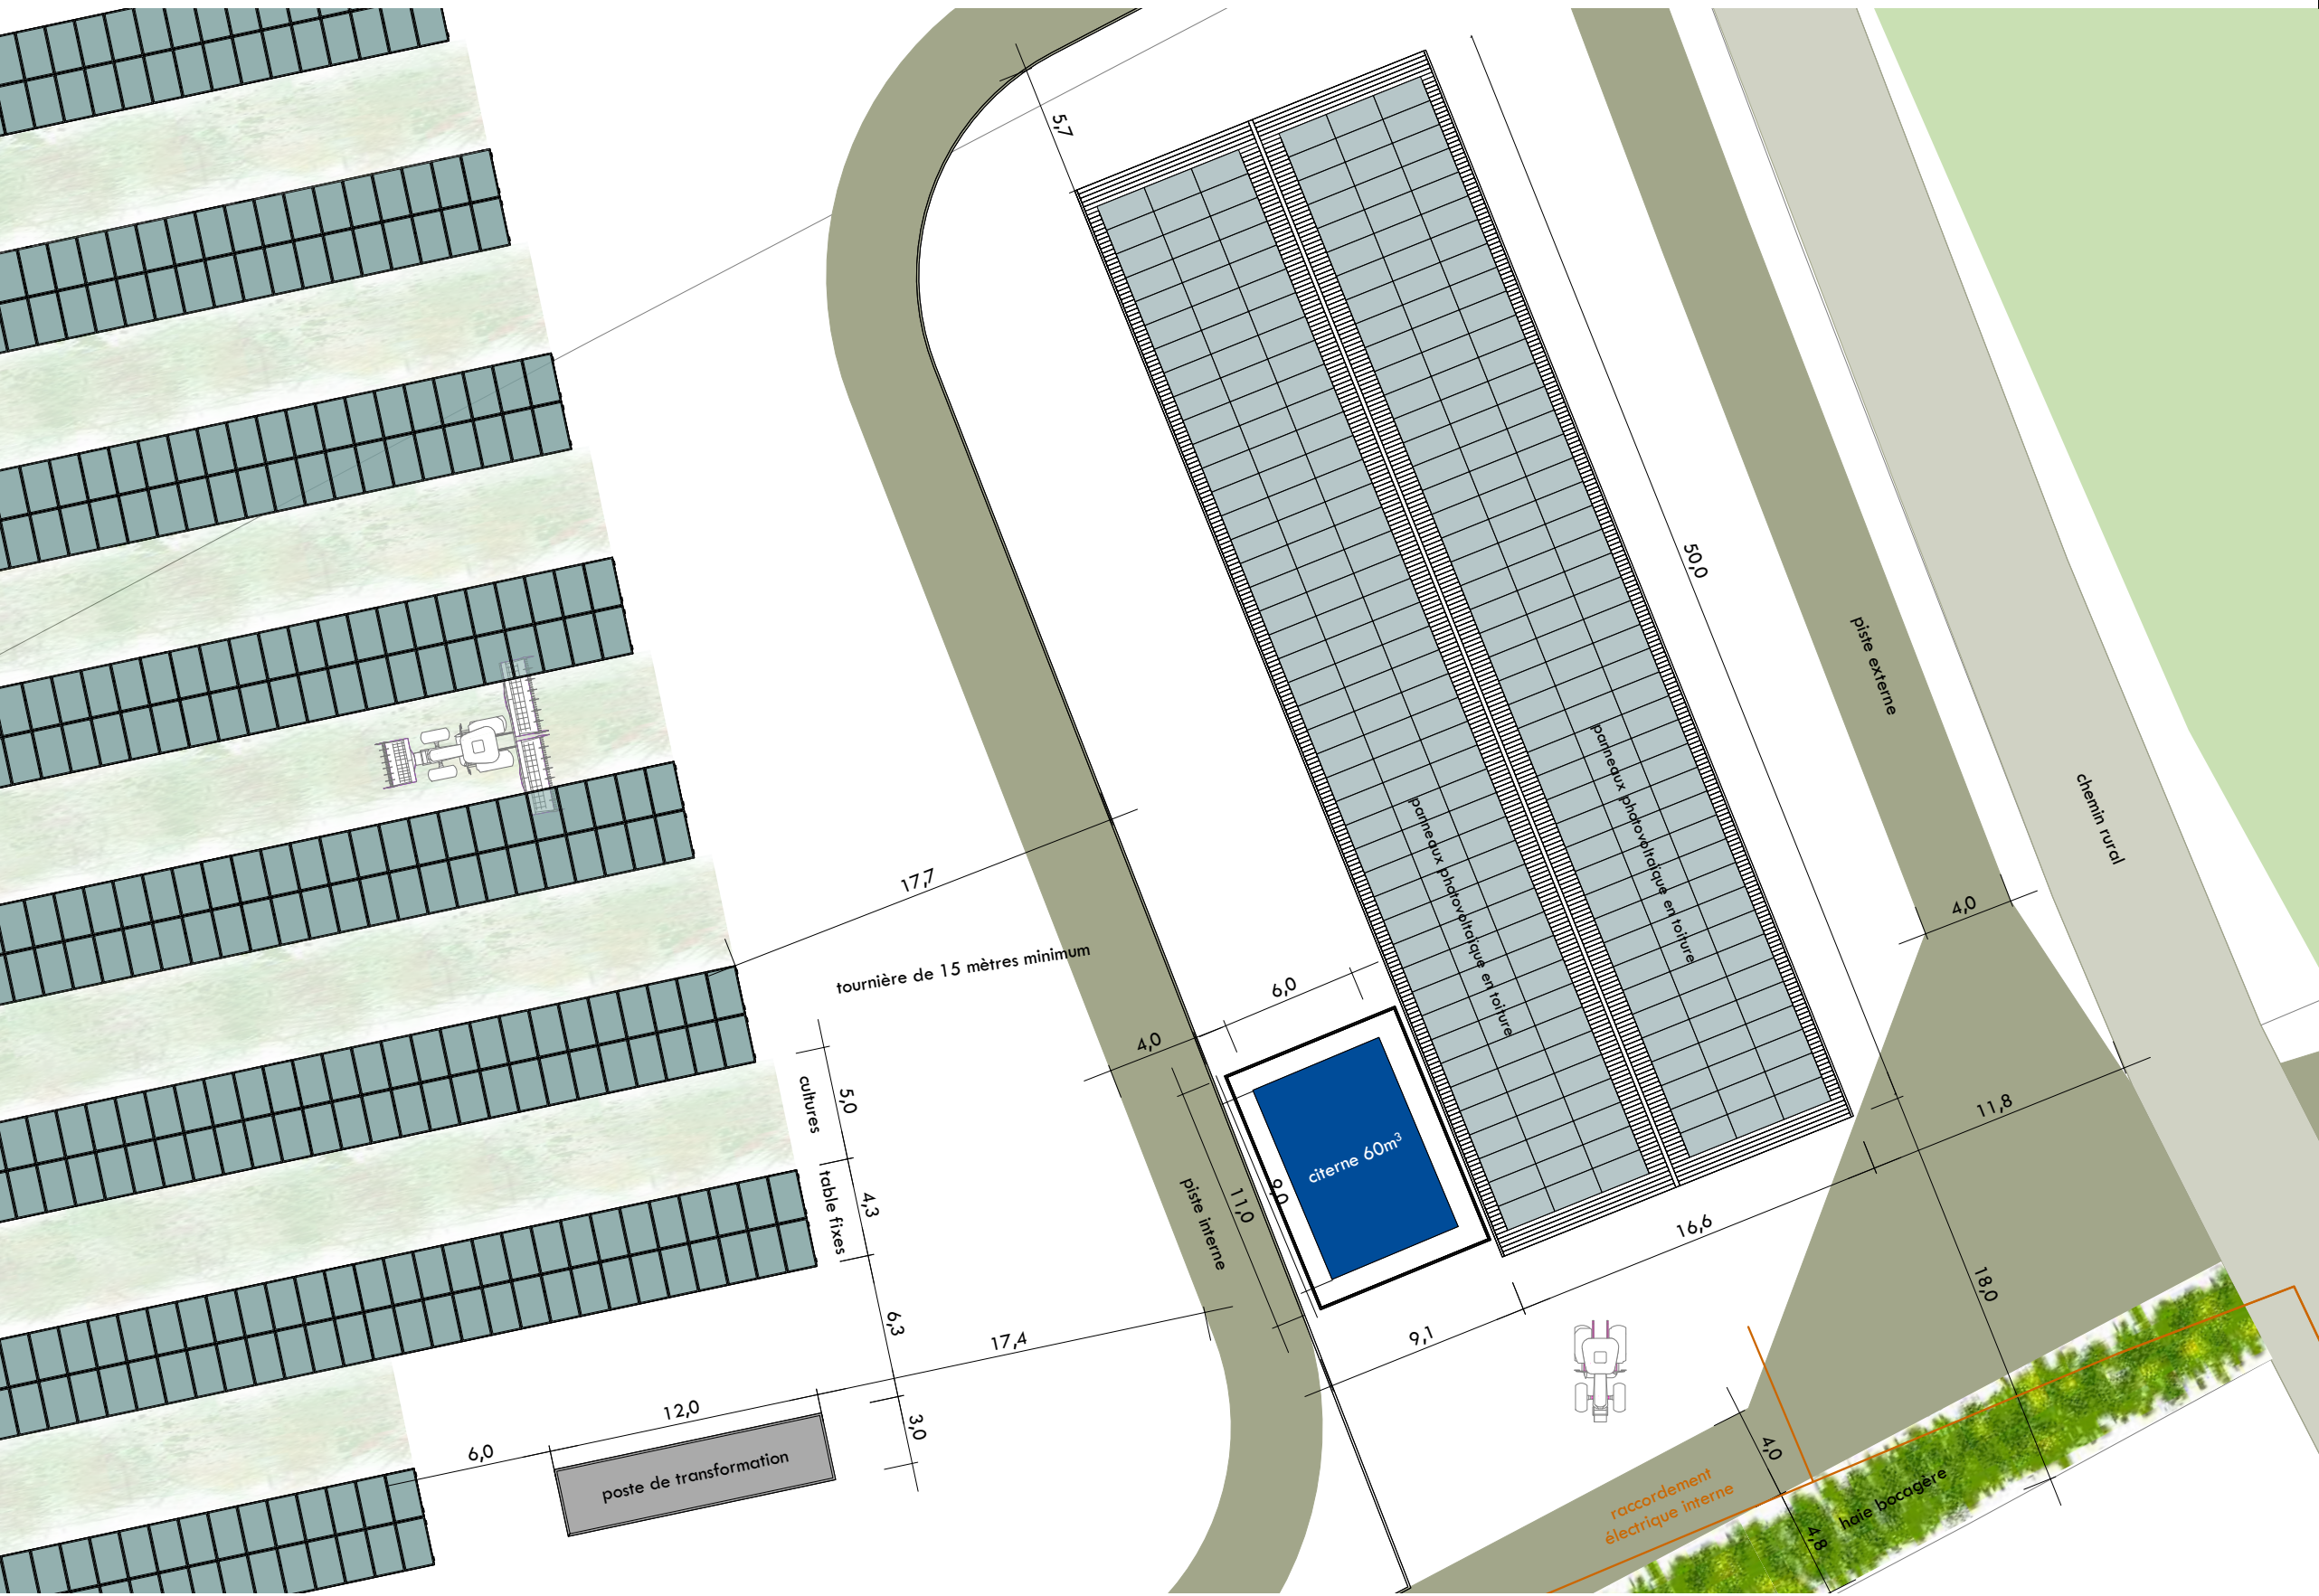 5,7
50,0
piste externe
chemin rural
panneaux photovoltaïque en toiture
panneaux photovoltaïque en toiture
17,7
4,0
tournière de 15 mètres minimum
6,0
4,0
cultures
5,0
11,8
citerne 60m³
table fixes
4,3
piste interne
11,0
9,0
16,6
18,0
6,3
17,4
9,1
12,0
3,0
6,0
poste de transformation
4,0
raccordement
électrique interne
haie bocagère
4,8